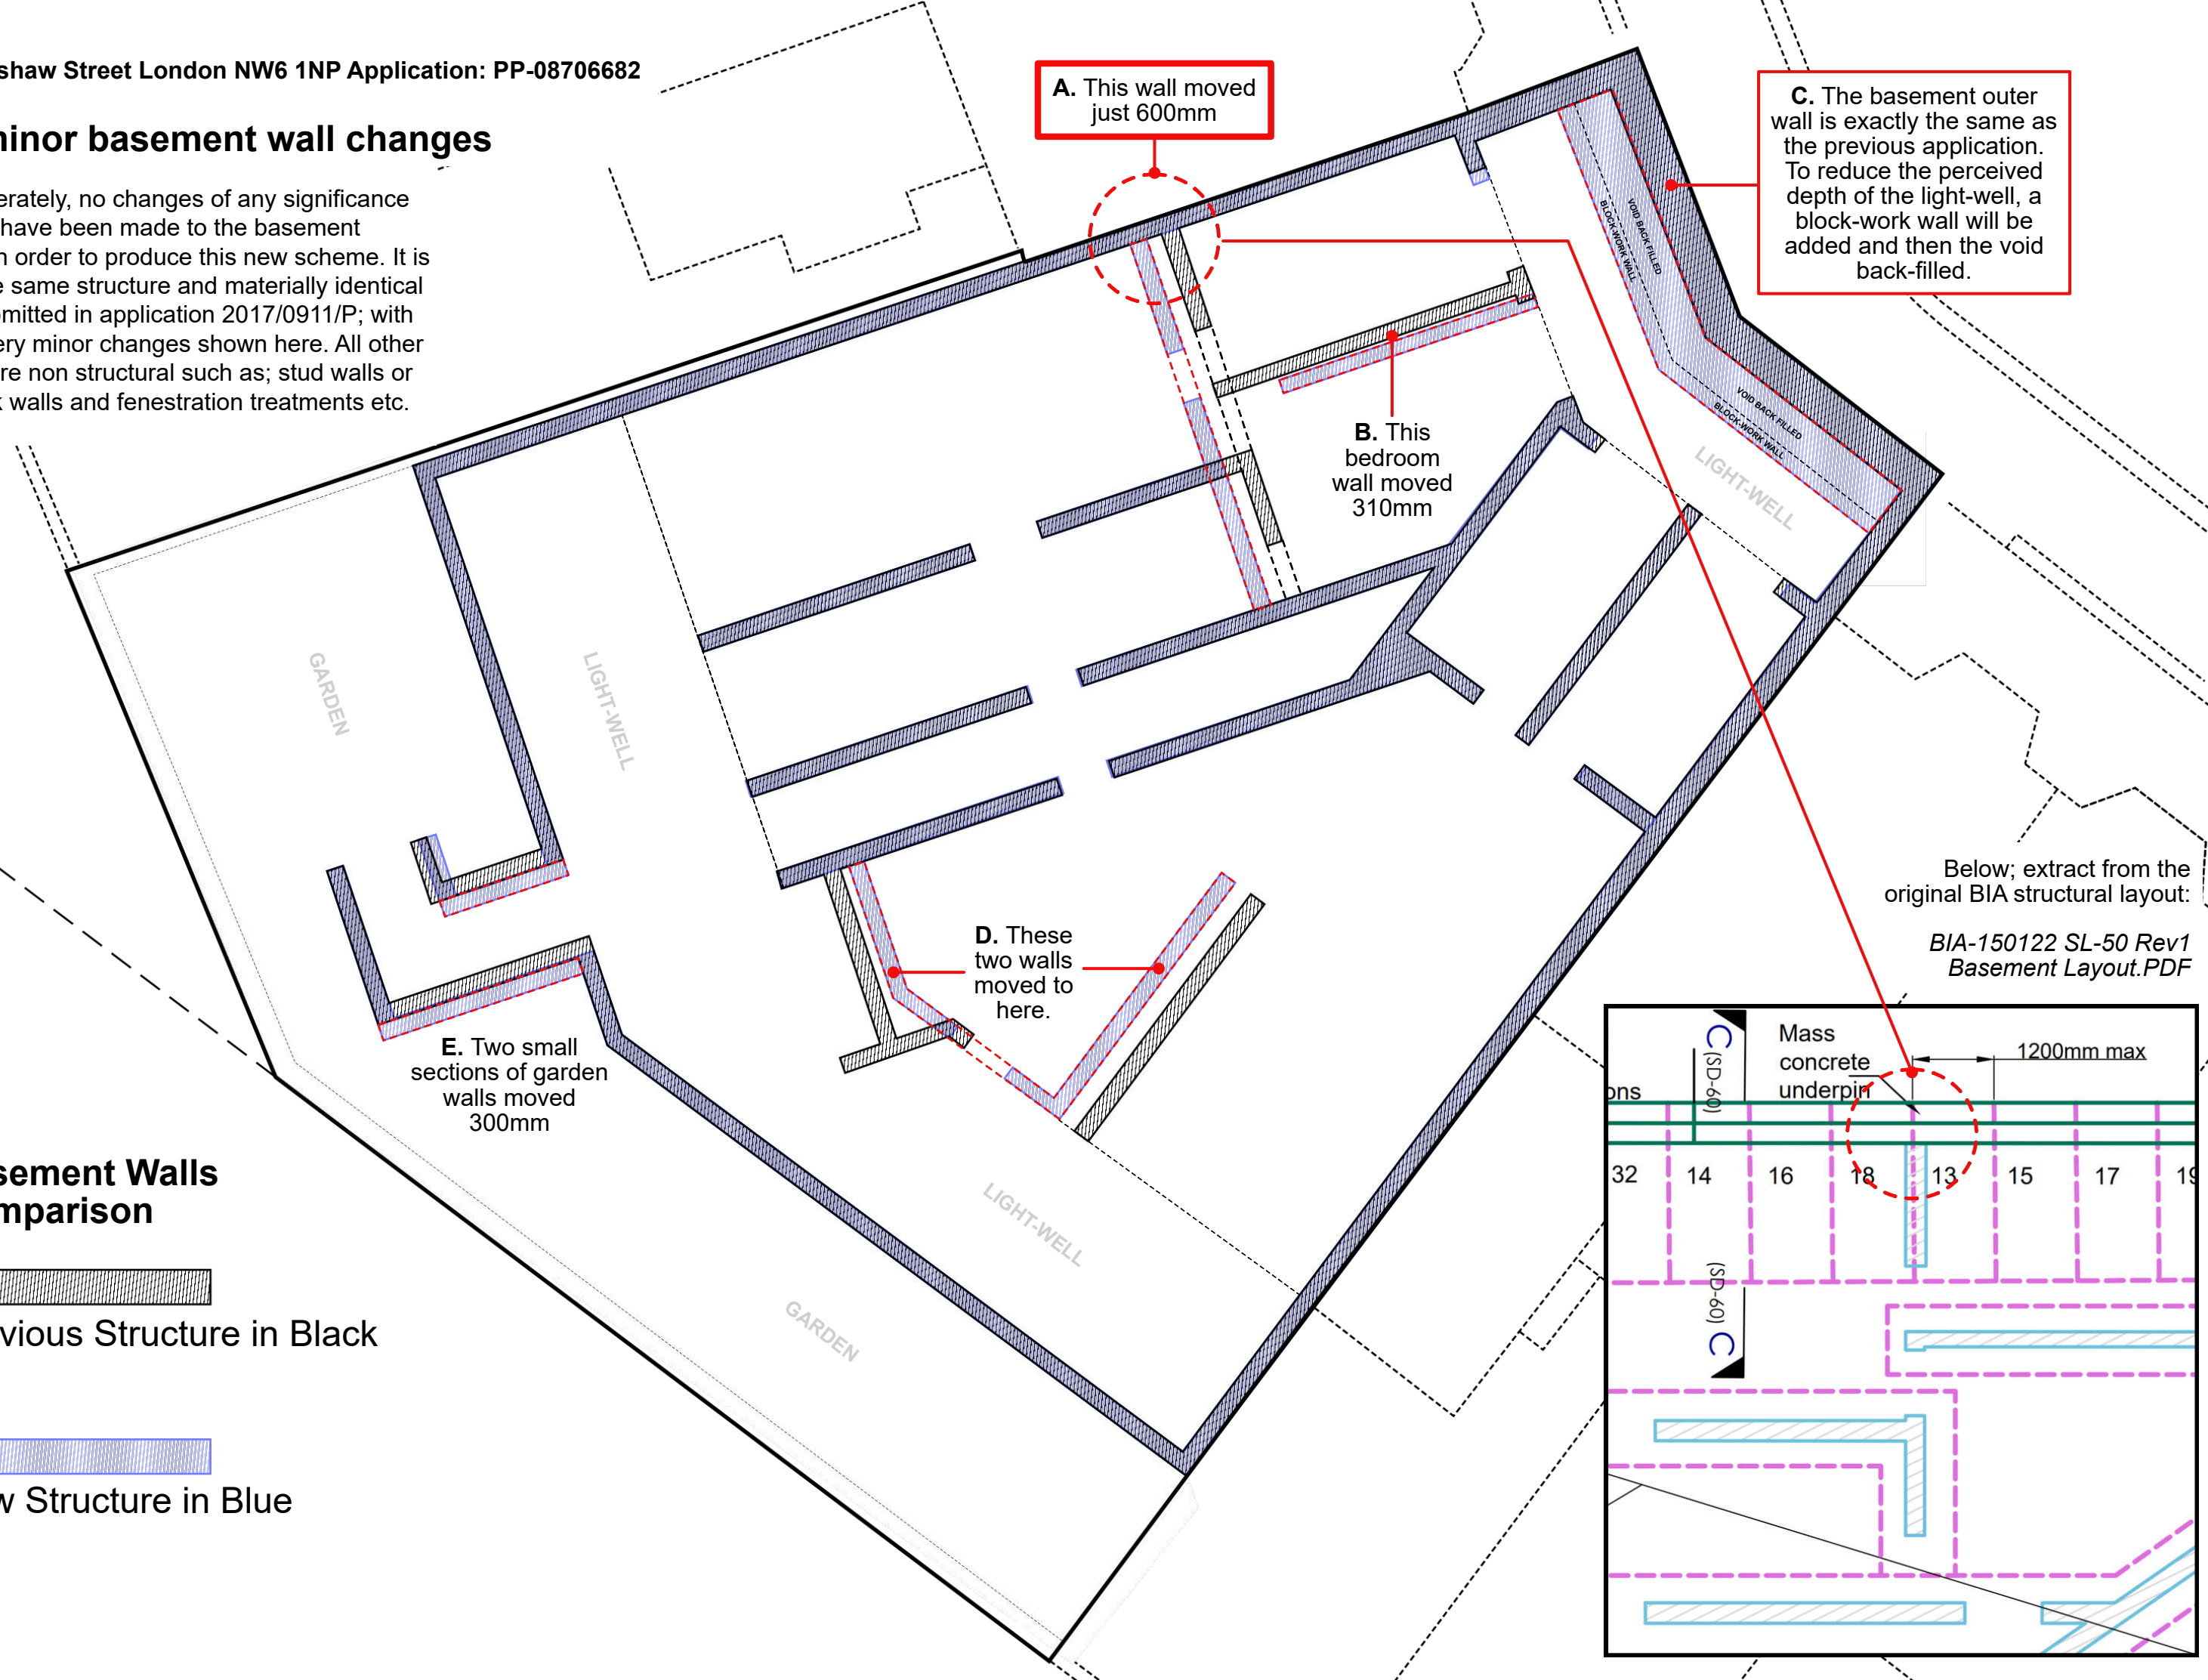 shaw Street London NW6 1NP Application: PP-08706682
minor basement wall changes
erately, no changes of any significance
have been made to the basement
n order to produce this new scheme. It is
e same structure and materially identical
mitted in application 2017/0911/P; with
ery minor changes shown here. All other
re non structural such as; stud walls or
k walls and fenestration treatments etc.
A. This wall moved
just 600mm
C. The basement outer
wall is exactly the same as
the previous application.
To reduce the perceived
depth of the light-well, a
block-work wall will be
added and then the void
back-filled.
VOID BACK FILLED
BLOCK-WORK WALL
VOID BACK FILLED
BLOCK-WORK WALL
LIGHT-WELL
B. This
bedroom
wall moved
310mm
GARDEN
LIGHT-WELL
D. These
two walls
moved to
here.
E. Two small
sections of garden
walls moved
300mm
LIGHT-WELL
GARDEN
Below; extract from the
original BIA structural layout:
BIA-150122 SL-50 Rev1
Basement Layout.PDF
C
(SD-60)
Mass
concrete
underpin
1200mm max
ons
32 14 16 18 13 15 17 19
(SD-60)
C
sement Walls
mparison
vious Structure in Black
w Structure in Blue